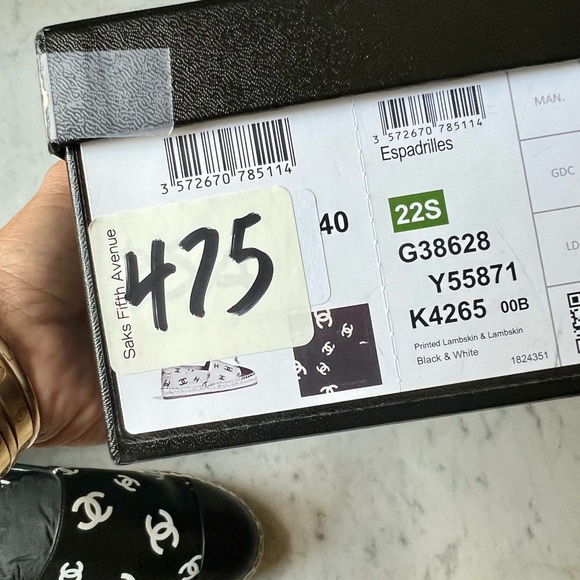 3 572670 785114
3 572670 785114
Espadrilles
MAN.
40
22S
GDC
Saks Fifth Avenue
475
G38628
Y55871
LD
K4265 00B
Printed Lambskin & Lambskin
Black & White
1824351